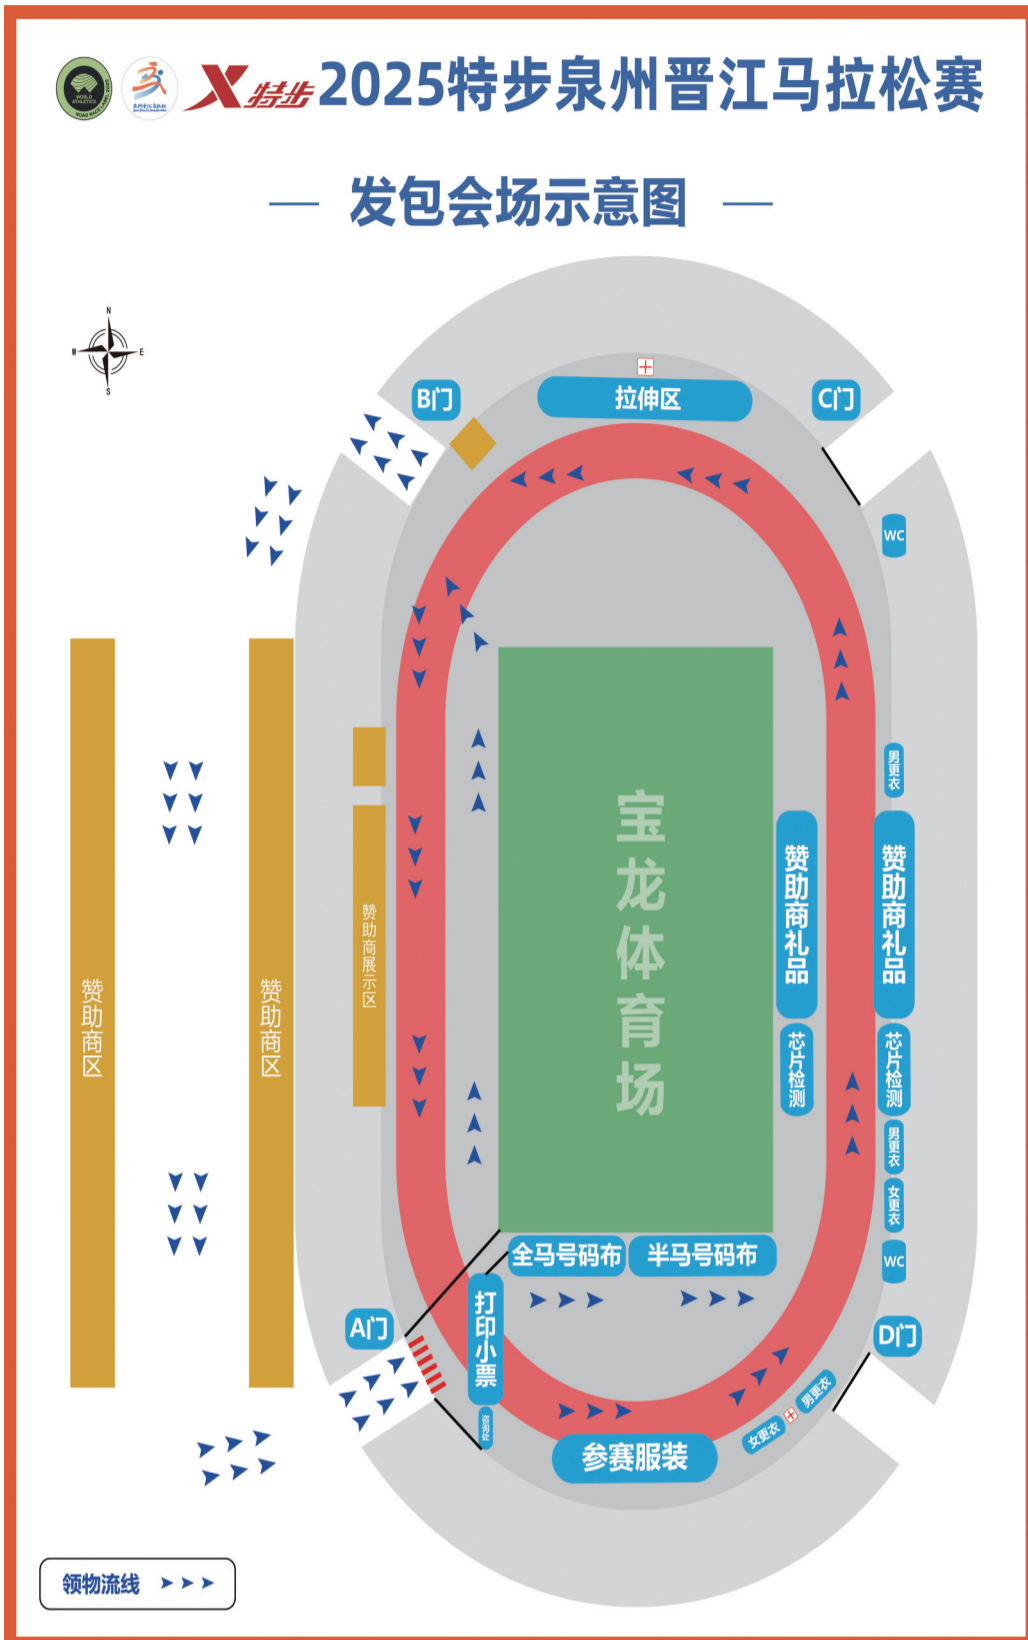 WORLD ATHLETICS
特步
2025特步泉州晋江马拉松赛
发包会场示意图
N
W
E
S
B门
拉伸区
C门
WC
男更衣
赞助商礼品
赞助商礼品
宝龙体育场
赞助商展示区
赞助商区
赞助商区
芯片检测
芯片检测
男更衣
女更衣
WC
全马号码布
半马号码布
打印小票
A门
D门
咨询处
男更衣
女更衣
参赛服装
领物流线